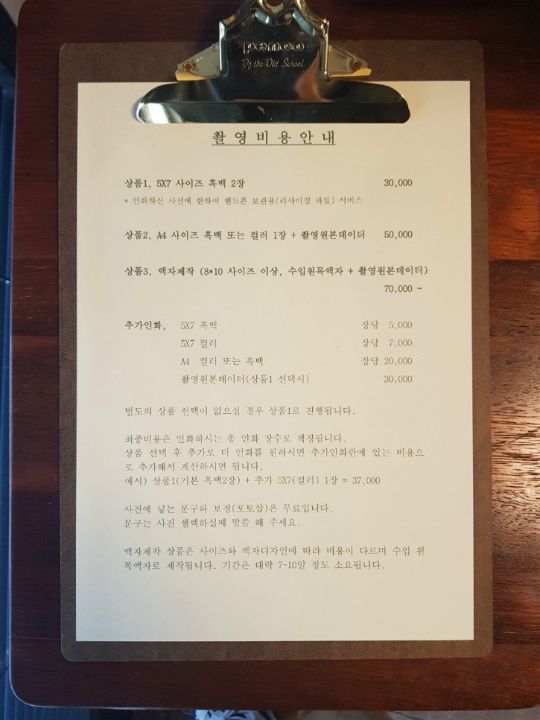 penco
Of the Old School.
촬영비용안내
상품1, 5X7 사이즈 흑백 2장 30,000
* 인화하신 사진에 한하여 핸드폰 보관용(리사이징 파일) 서비스
상품2, A4 사이즈 흑백 또는 컬러 1장 + 촬영원본데이터 50,000
상품3, 액자제작 (8*10 사이즈 이상, 수입원목액자 + 촬영원본데이터)
70,000 ~
추가인화, 5X7 흑백 장당 5,000
5X7 컬러 장당 7,000
A4 컬러 또는 흑백 장당 20,000
촬영원본데이터(상품1 선택시) 30,000
별도의 상품 선택이 없으실 경우 상품1로 진행됩니다.
최종비용은 인화하시는 총 인화 장수로 책정됩니다.
상품 선택 후 추가로 더 인화를 원하시면 추가인화란에 있는 비용으
로 추가해서 계산하시면 됩니다.
예시) 상품1(기본 흑백2장) + 추가 5X7(컬러) 1장 = 37,000
사진에 넣는 문구와 보정(포토샵)은 무료입니다.
문구는 사진 셀렉하실때 말씀 해 주세요.
액자제작 상품은 사이즈와 액자디자인에 따라 비용이 다르며 수입 원
목액자로 제작됩니다. 기간은 대략 7-10일 정도 소요됩니다.